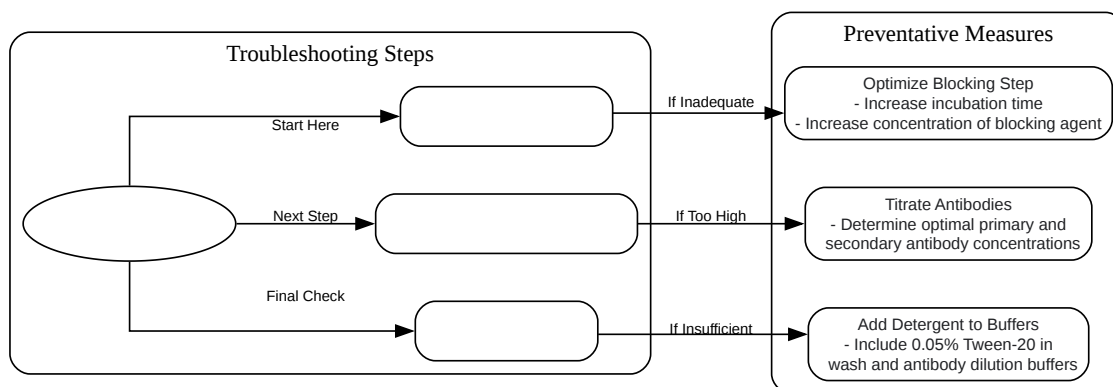 Troubleshooting Steps
Start Here
Next Step
Final Check
If Inadequate
If Too High
If Insufficient
Preventative Measures
Optimize Blocking Step
- Increase incubation time
- Increase concentration of blocking agent
Titrate Antibodies
- Determine optimal primary and
secondary antibody concentrations
Add Detergent to Buffers
- Include 0.05% Tween-20 in
wash and antibody dilution buffers